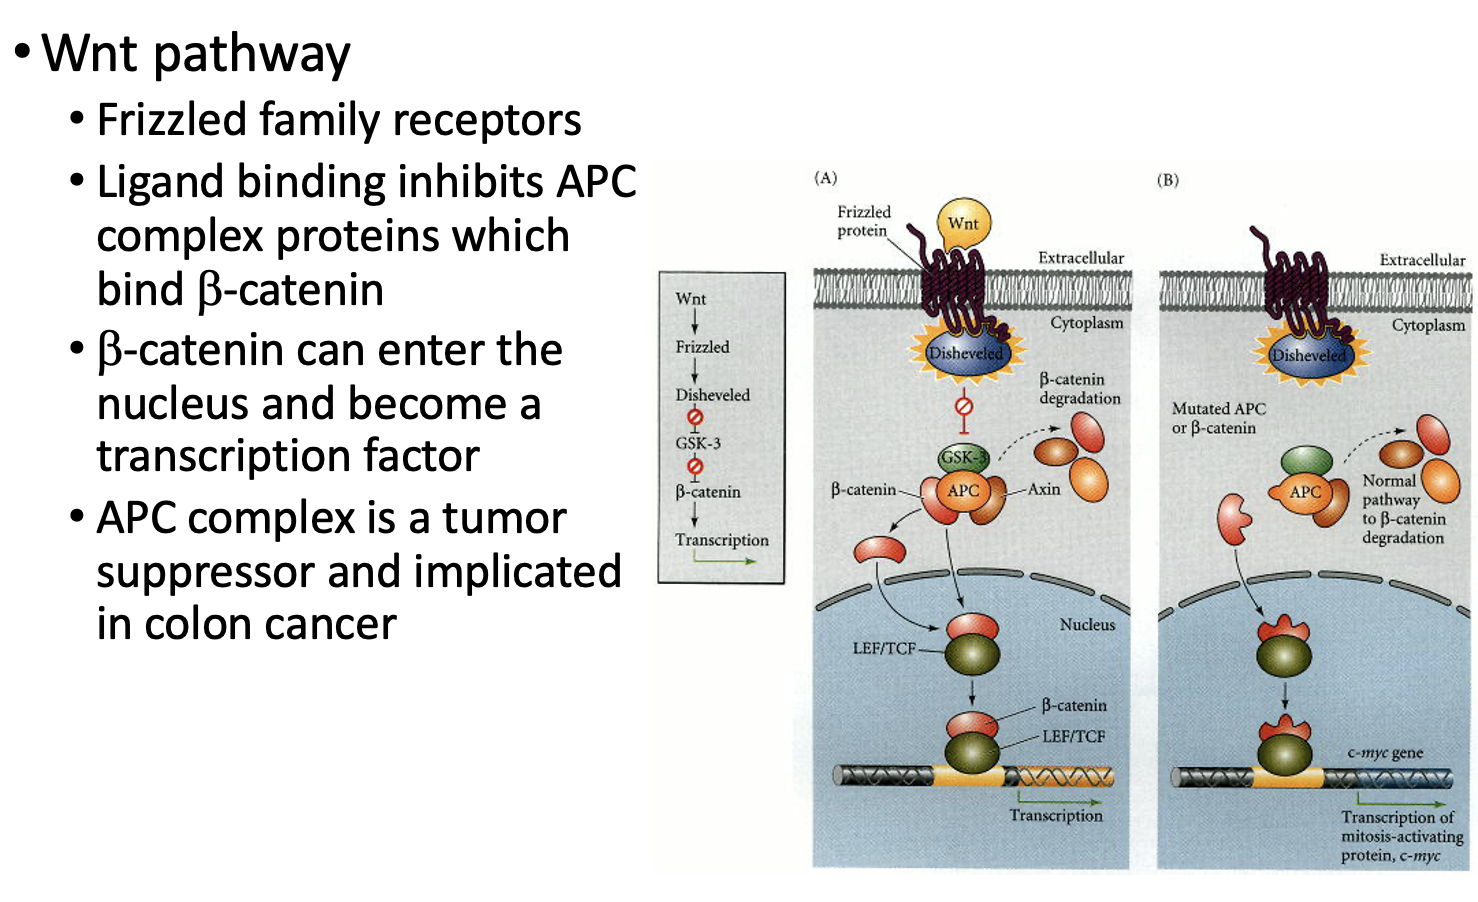 • Wnt pathway
• Frizzled family receptors
• Ligand binding inhibits APC
complex proteins which
bind β-catenin
• β-catenin can enter the
nucleus and become a
transcription factor
• APC complex is a tumor
suppressor and implicated
in colon cancer
Wnt
Frizzled
Disheveled
GSK-3
β-catenin
Transcription
(A)
Frizzled
protein
Wnt
Extracellular
Cytoplasm
Disheveled
β-catenin
degradation
GSK-3
β-catenin
APC
Axin
Nucleus
LEF/TCF
β-catenin
LEF/TCF
Transcription
(B)
Extracellular
Cytoplasm
Disheveled
Mutated APC
or β-catenin
APC
Normal
pathway
to β-catenin
degradation
c-myc gene
Transcription of
mitosis-activating
protein, c-myc